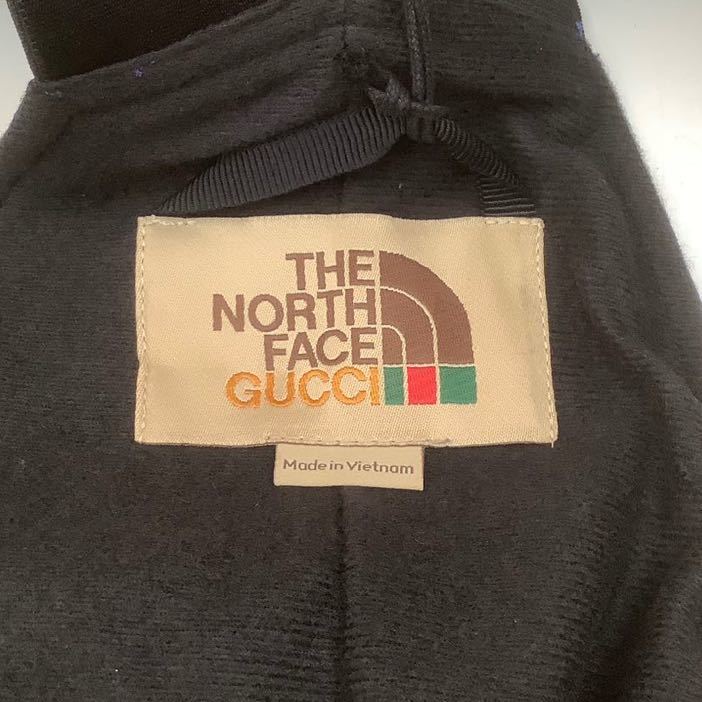 THE
NORTH
FACE
GUCCI
Made in Vietnam